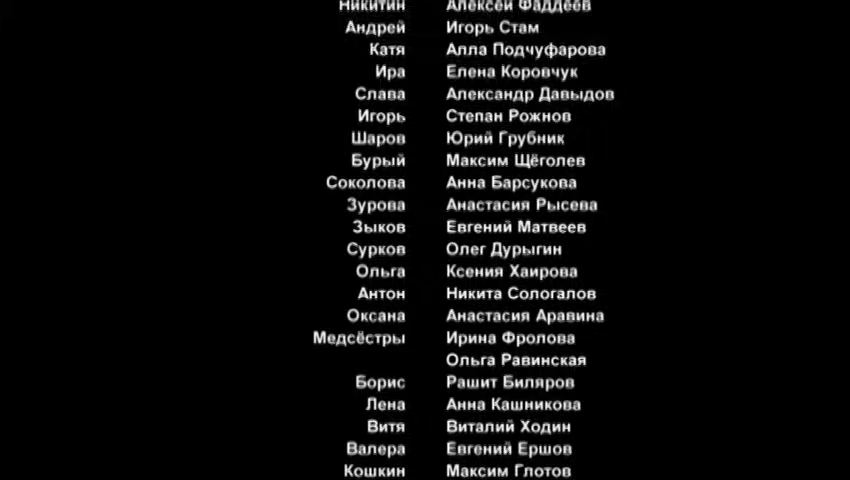 Никитин Алексей Фаддеев
Андрей Игорь Стам
Катя Алла Подчуфарова
Ира Елена Коровчук
Слава Александр Давыдов
Игорь Степан Рожнов
Шаров Юрий Грубник
Бурый Максим Щёголев
Соколова Анна Барсукова
Зурова Анастасия Рысева
Зыков Евгений Матвеев
Сурков Олег Дурыгин
Ольга Ксения Хаирова
Антон Никита Сологалов
Оксана Анастасия Аравина
Медсёстры Ирина Фролова
Ольга Равинская
Борис Рашит Биляров
Лена Анна Кашникова
Витя Виталий Ходин
Валера Евгений Ершов
Кошкин Максим Глотов